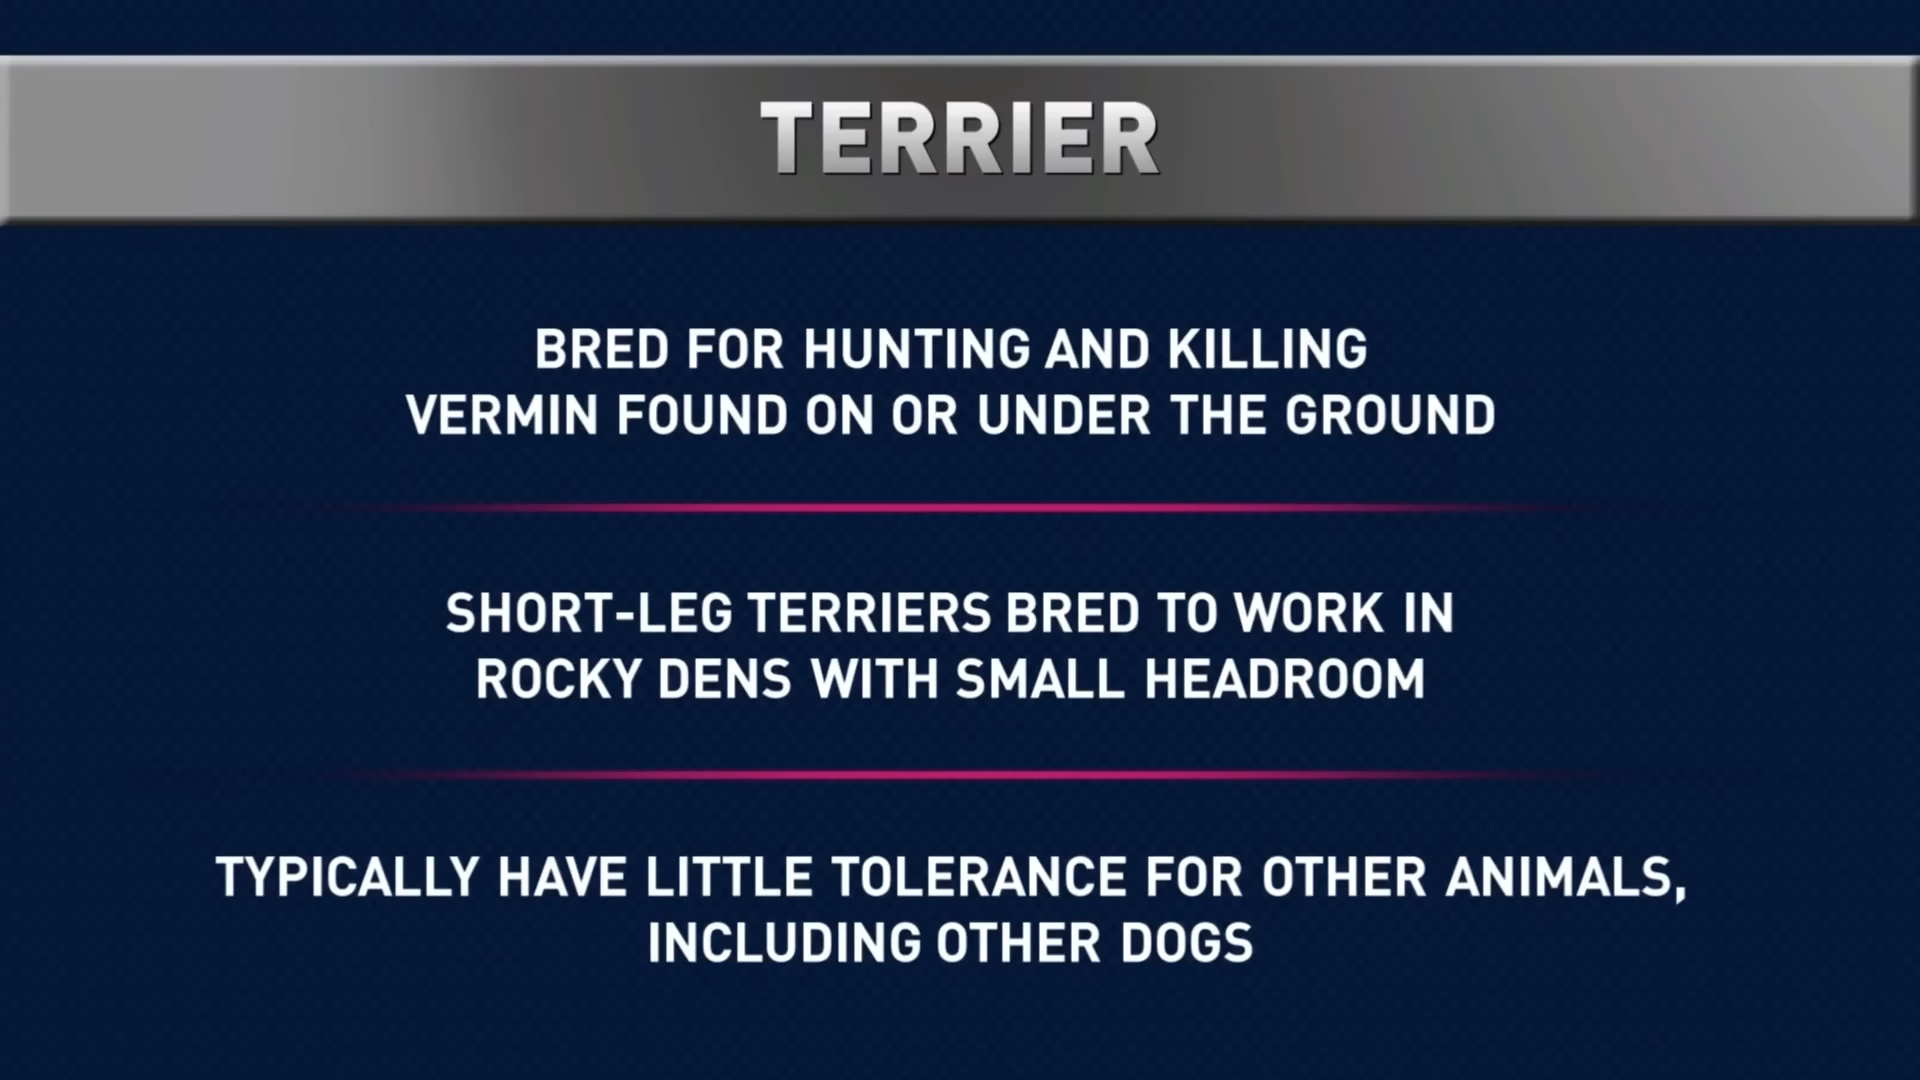 TERRIER
BRED FOR HUNTING AND KILLING
VERMIN FOUND ON OR UNDER THE GROUND
SHORT-LEG TERRIERS BRED TO WORK IN
ROCKY DENS WITH SMALL HEADROOM
TYPICALLY HAVE LITTLE TOLERANCE FOR OTHER ANIMALS,
INCLUDING OTHER DOGS